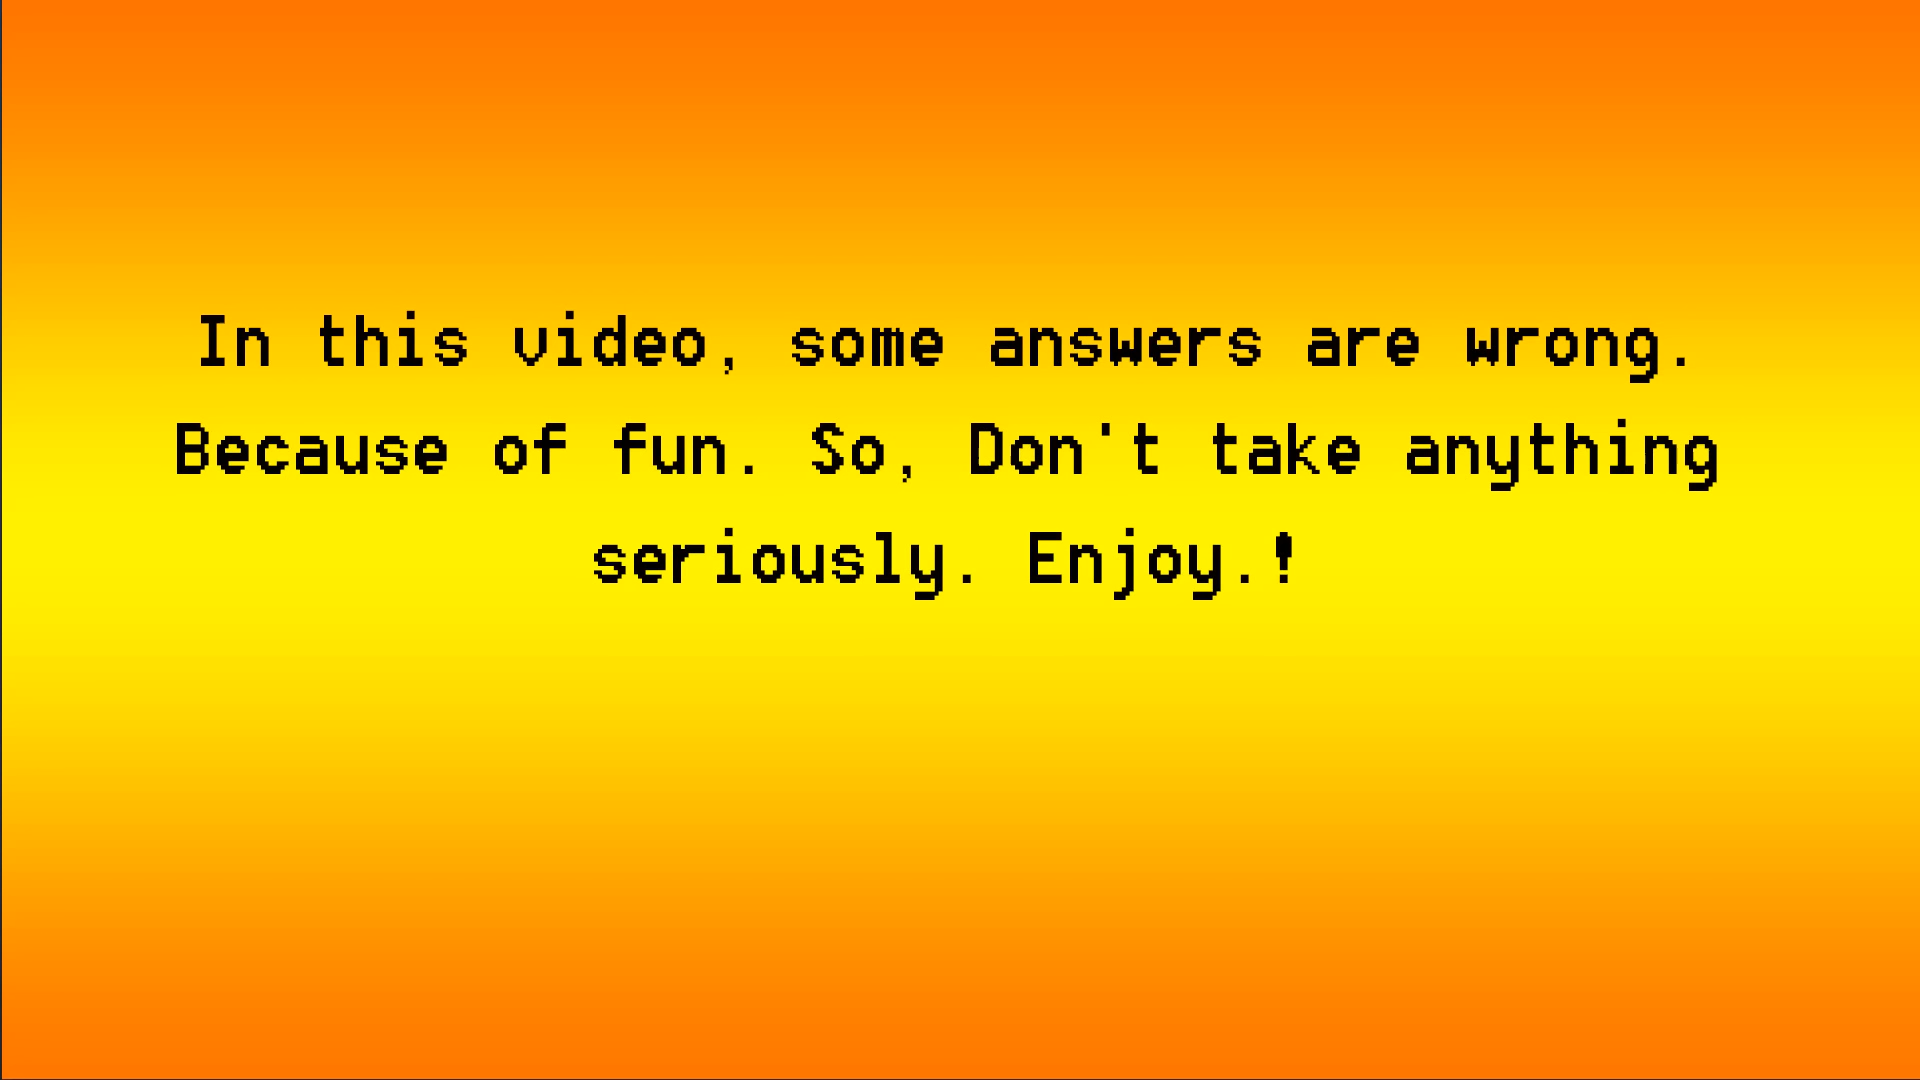 In this video, some answers are wrong.
Because of fun. So, Don't take anything
seriously. Enjoy.!